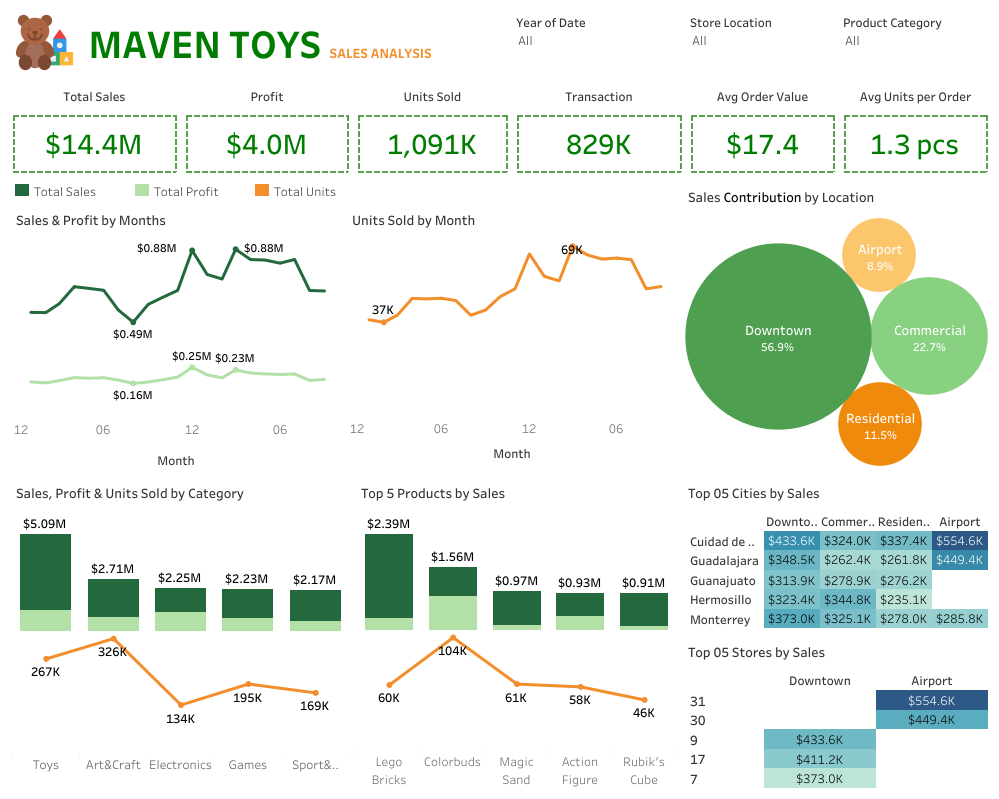 MAVEN TOYS SALES ANALYSIS
Year of Date Store Location Product Category
All All All
Total Sales Profit Units Sold Transaction Avg Order Value Avg Units per Order
$14.4M $4.0M 1,091K 829K $17.4 1.3 pcs
Total Sales Total Profit Total Units
Sales & Profit by Months
$0.88M $0.88M
$0.49M
$0.25M $0.23M
$0.16M
12 06 12 06
Month
Units Sold by Month
69K
37K
12 06 12 06
Month
Sales Contribution by Location
Airport
8.9%
Downtown
56.9%
Commercial
22.7%
Residential
11.5%
Sales, Profit & Units Sold by Category
$5.09M $2.71M $2.25M $2.23M $2.17M
267K 326K 134K 195K 169K
Toys Art&Craft Electronics Games Sport&..
Top 5 Products by Sales
$2.39M $1.56M $0.97M $0.93M $0.91M
60K 104K 61K 58K 46K
Lego Colorbuds Magic Action Rubik's
Bricks Sand Figure Cube
Top 05 Cities by Sales
Downto.. Commer.. Residen.. Airport
Cuidad de .. $433.6K $324.0K $337.4K $554.6K
Guadalajara $348.5K $262.4K $261.8K $449.4K
Guanajuato $313.9K $278.9K $276.2K
Hermosillo $323.4K $344.8K $235.1K
Monterrey $373.0K $325.1K $278.0K $285.8K
Top 05 Stores by Sales
Downtown Airport
31 $554.6K
30 $449.4K
9 $433.6K
17 $411.2K
7 $373.0K